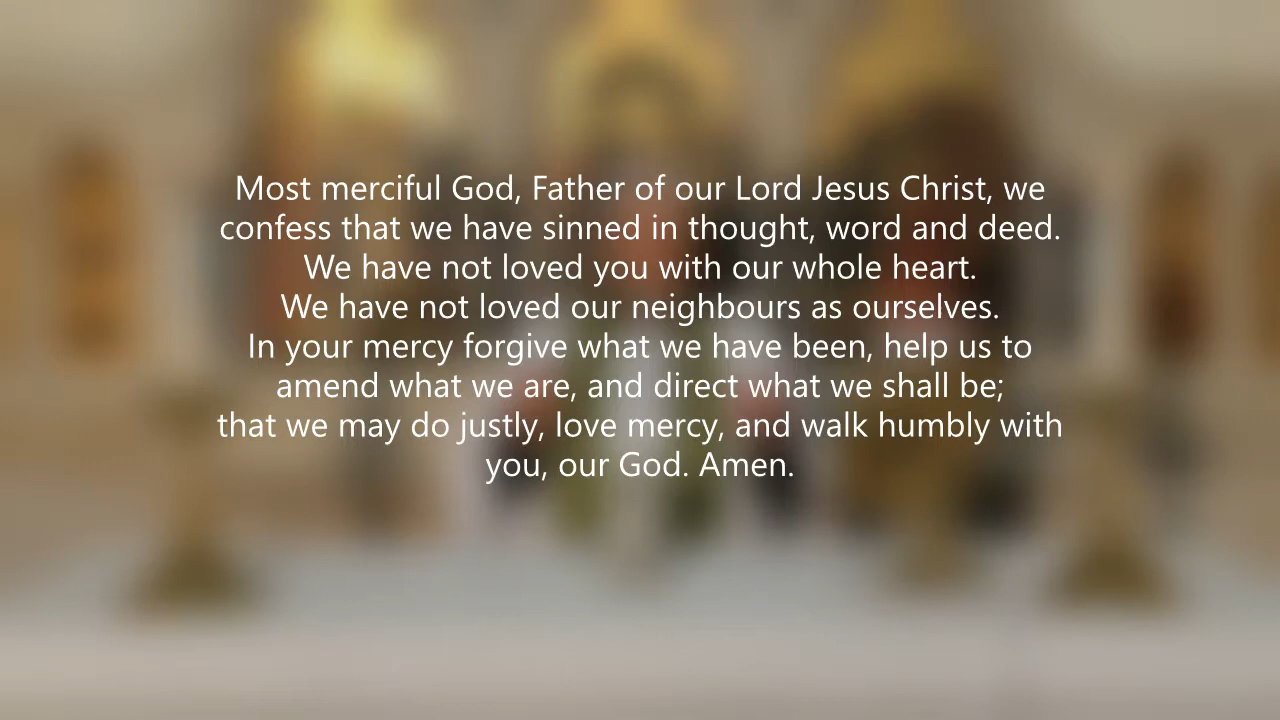 Most merciful God, Father of our Lord Jesus Christ, we
confess that we have sinned in thought, word and deed.
We have not loved you with our whole heart.
We have not loved our neighbours as ourselves.
In your mercy forgive what we have been, help us to
amend what we are, and direct what we shall be;
that we may do justly, love mercy, and walk humbly with
you, our God. Amen.